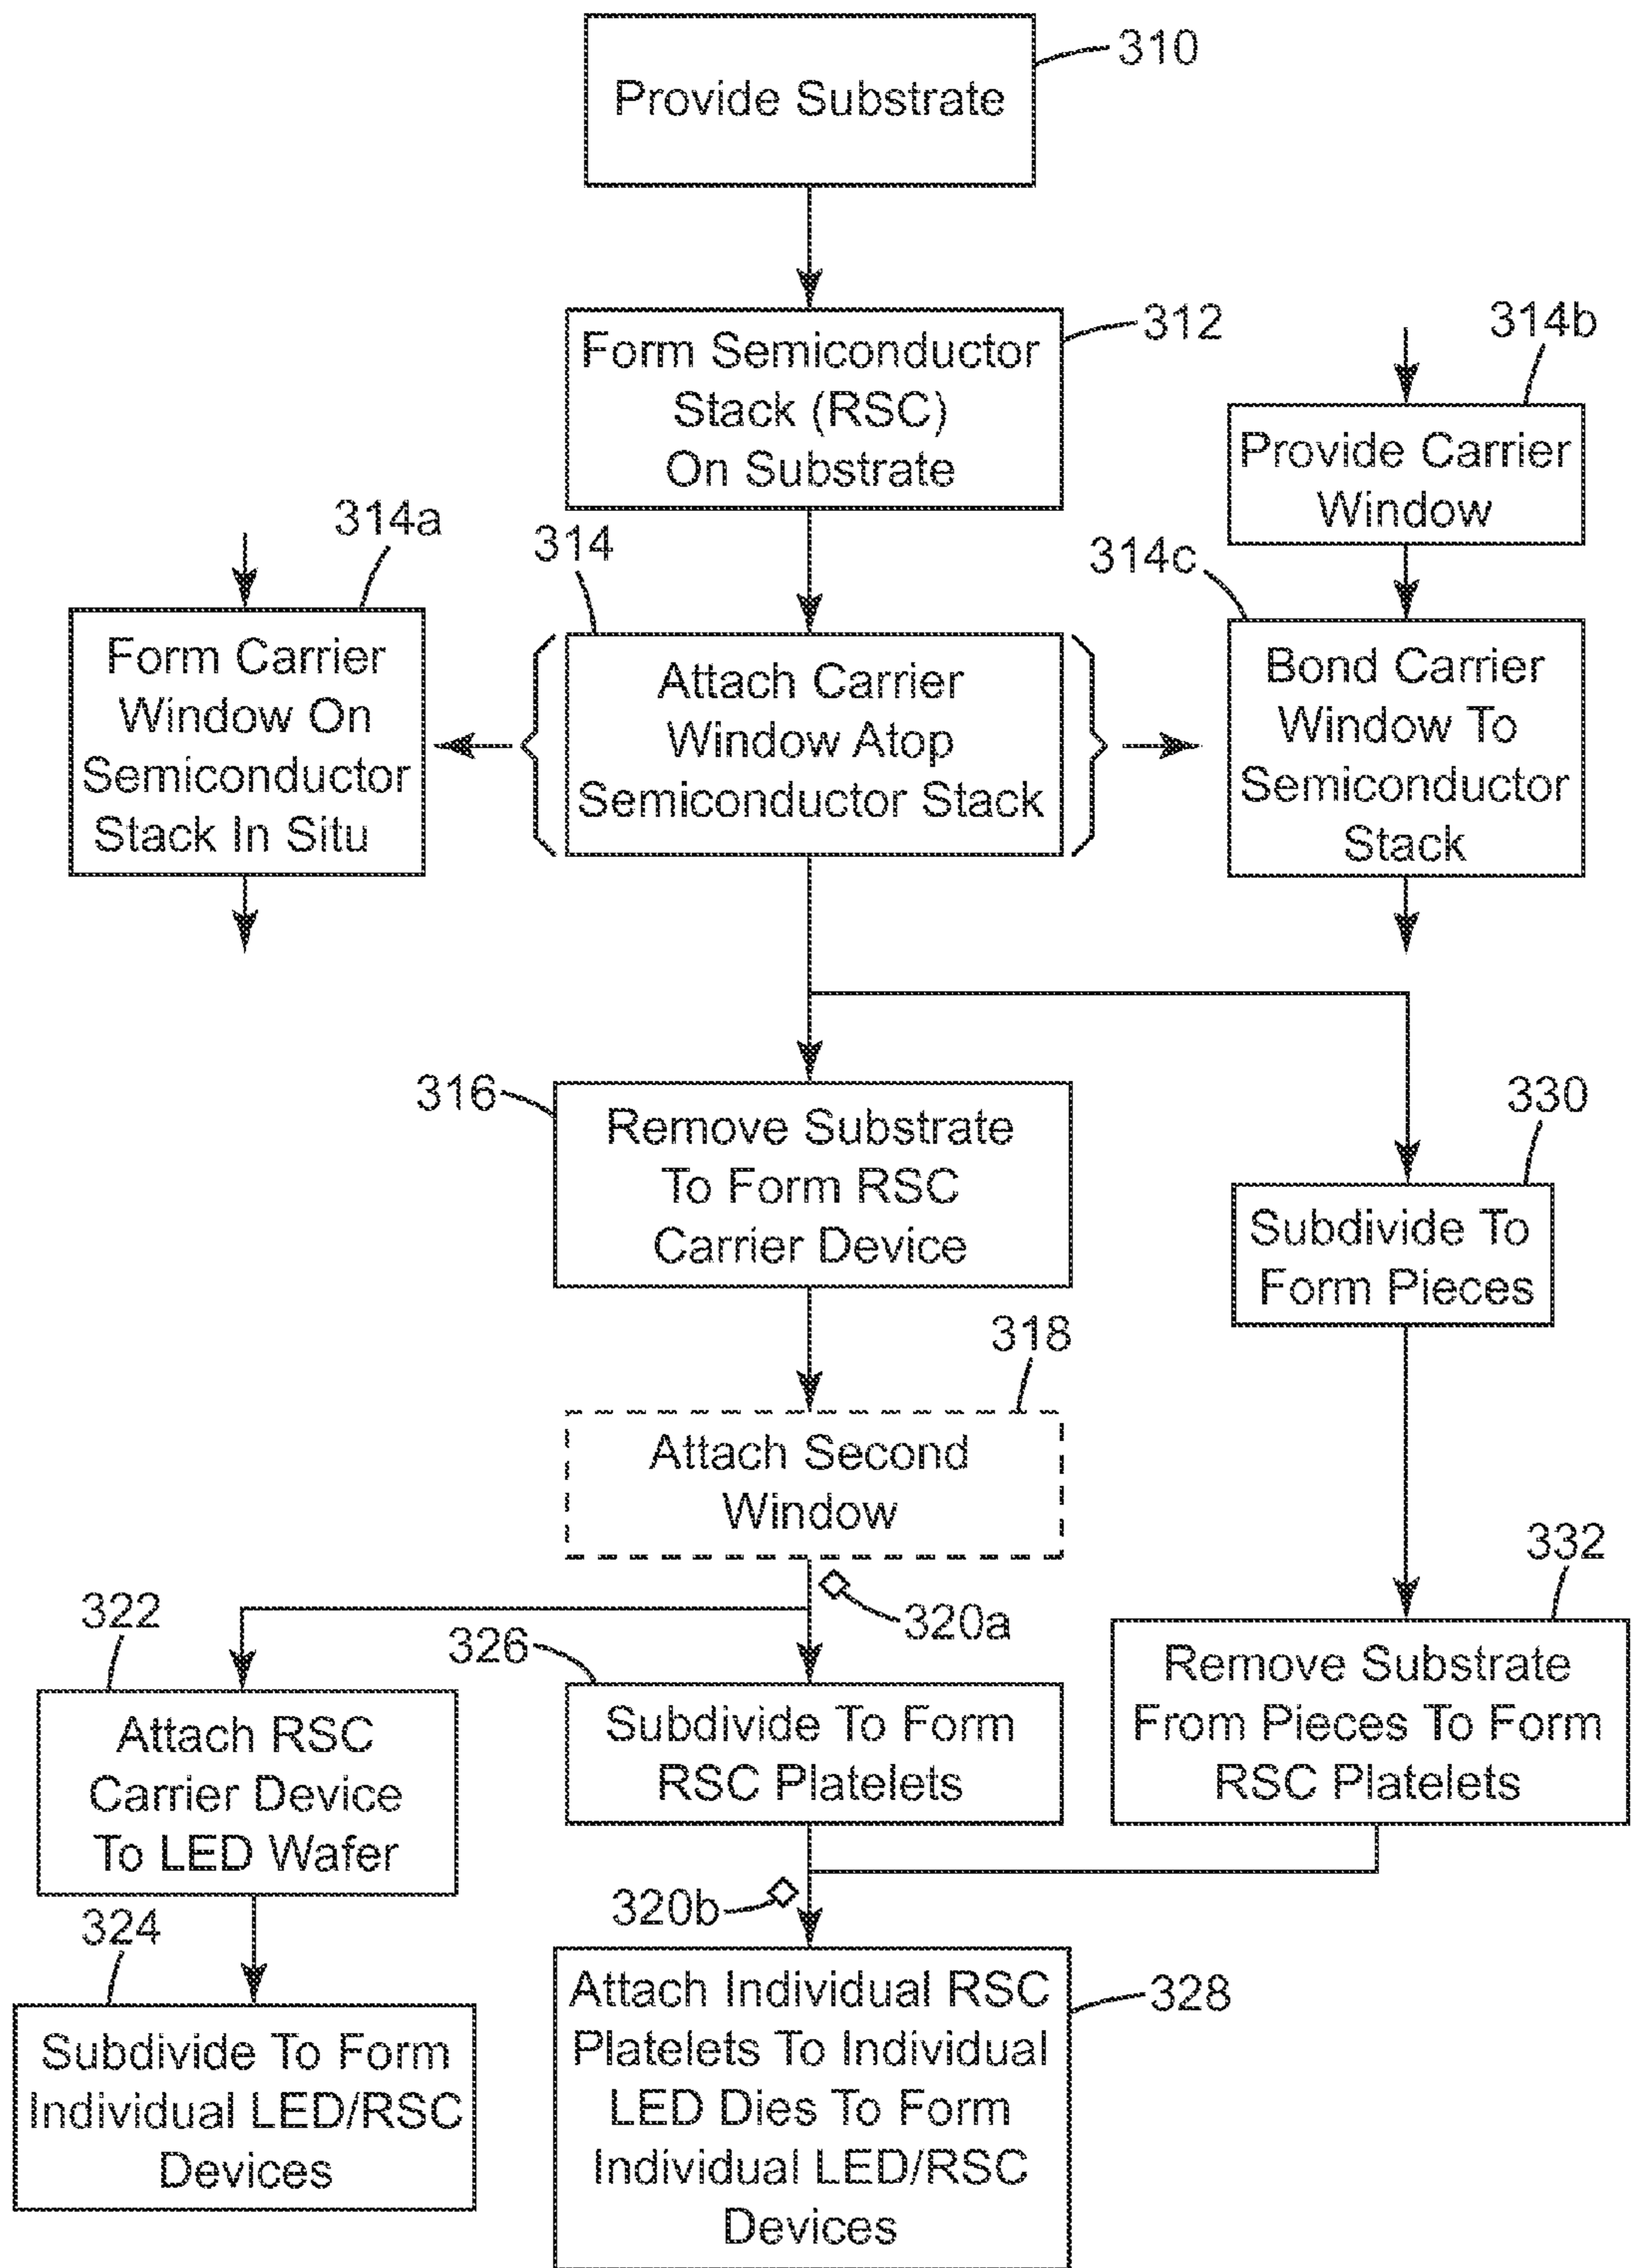 310
Provide Substrate
312
Form Semiconductor
Stack (RSC)
On Substrate
314b
Provide Carrier
Window
314a
Form Carrier
Window On
Semiconductor
Stack In Situ
314
Attach Carrier
Window Atop
Semiconductor Stack
314c
Bond Carrier
Window To
Semiconductor
Stack
316
Remove Substrate
To Form RSC
Carrier Device
330
Subdivide To
Form Pieces
318
Attach Second
Window
320a
322
Attach RSC
Carrier Device
To LED Wafer
326
Subdivide To Form
RSC Platelets
332
Remove Substrate
From Pieces To Form
RSC Platelets
320b
324
Subdivide To Form
Individual LED/RSC
Devices
328
Attach Individual RSC
Platelets To Individual
LED Dies To Form
Individual LED/RSC
Devices